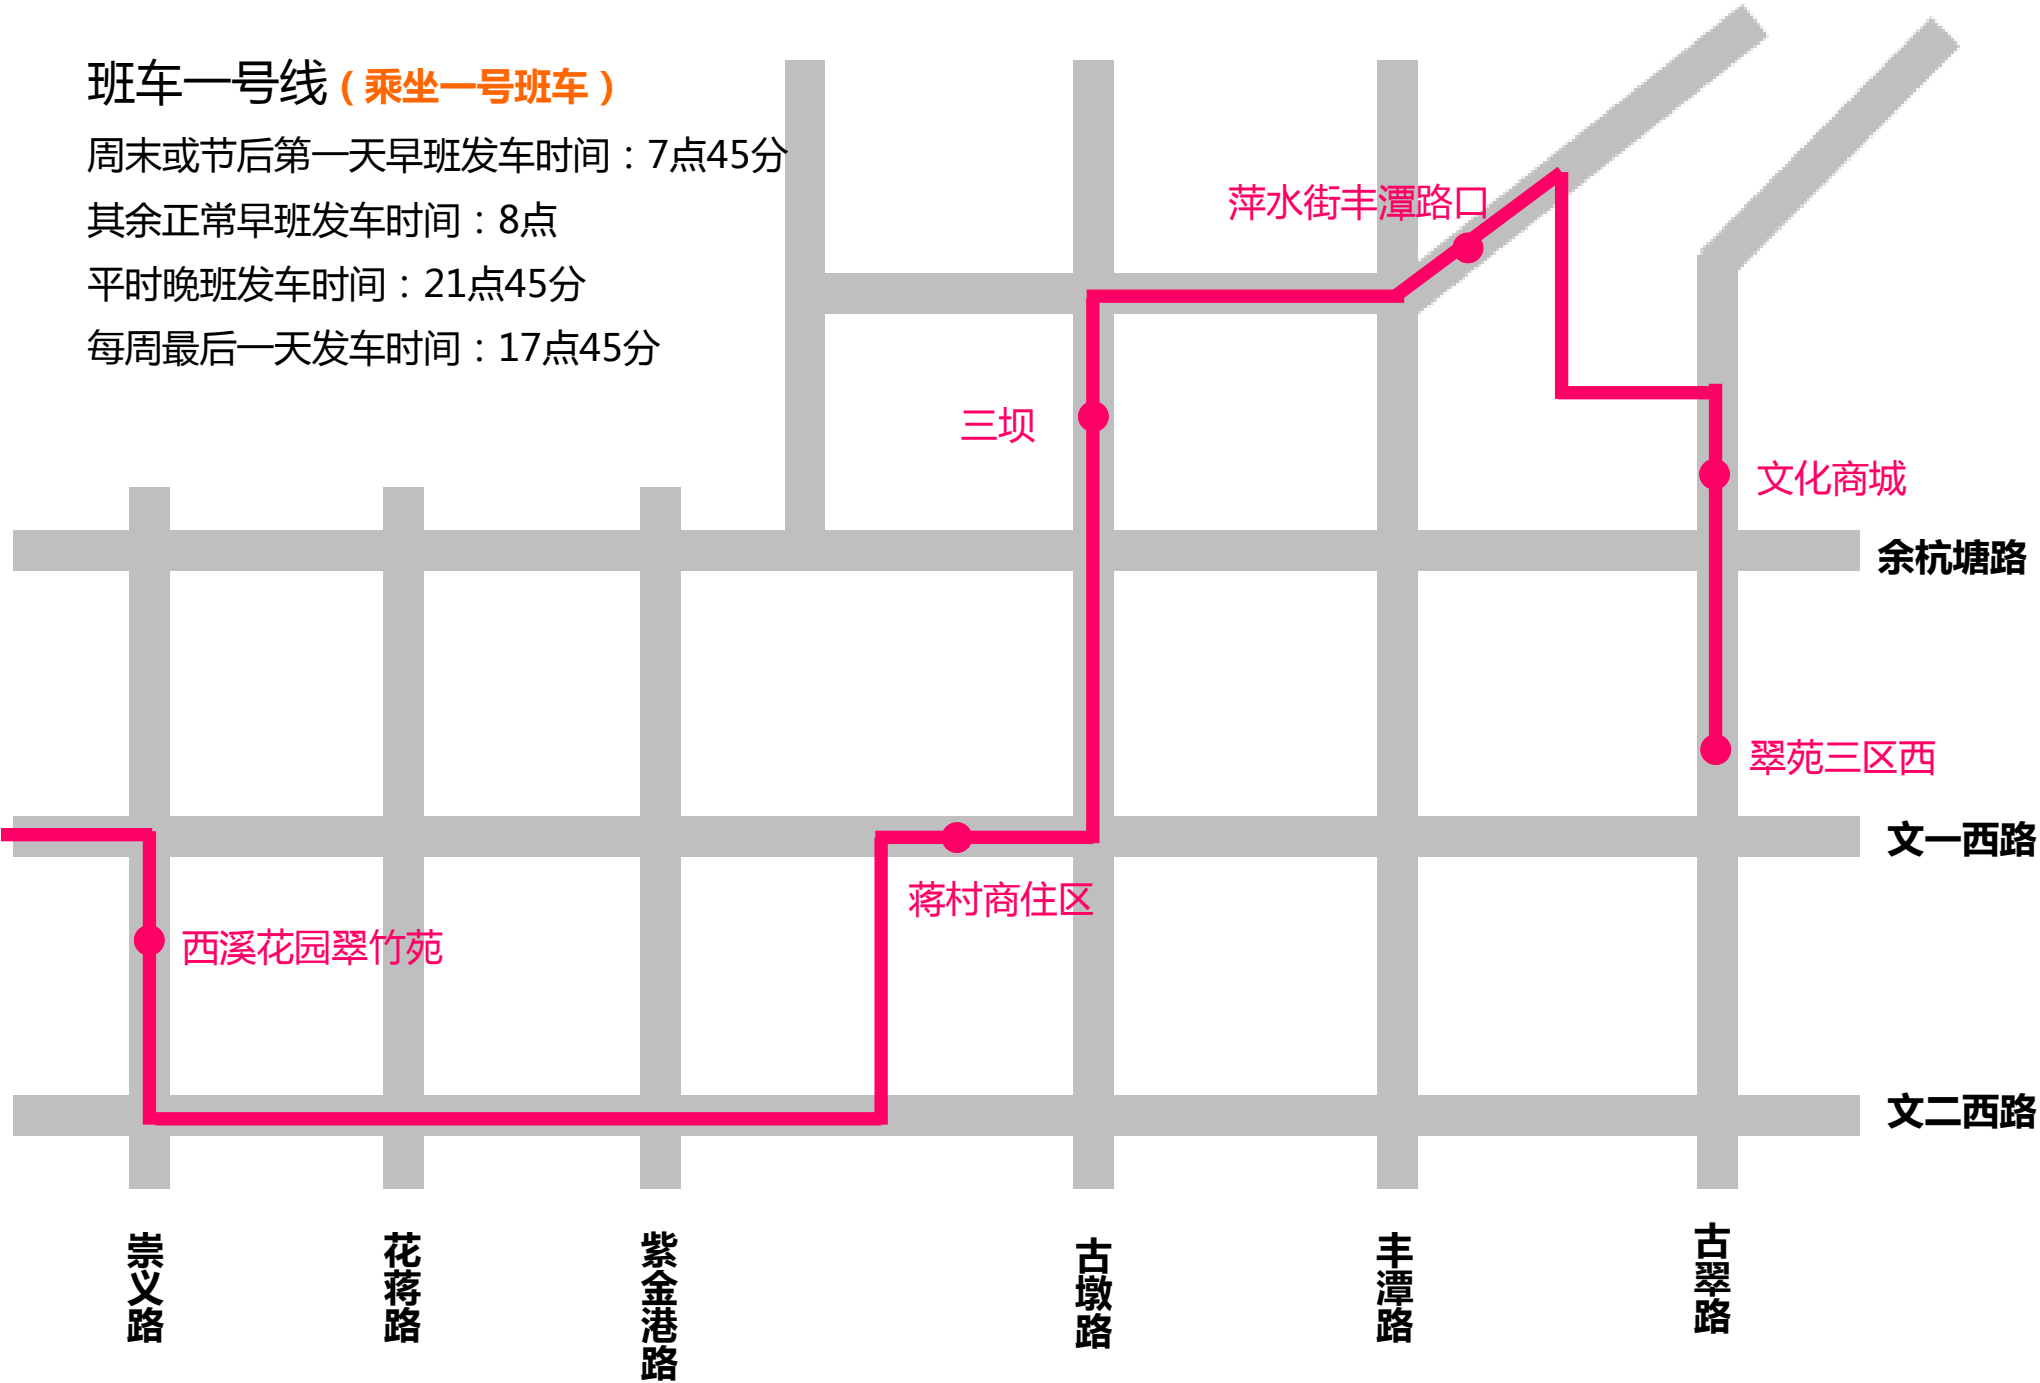 班车一号线（乘坐一号班车）
周末或节后第一天早班发车时间：7点45分
其余正常早班发车时间：8点
平时晚班发车时间：21点45分
每周最后一天发车时间：17点45分
萍水街丰潭路口
三坝
文化商城
余杭塘路
翠苑三区西
文一西路
蒋村商住区
西溪花园翠竹苑
文二西路
崇义路
花蒋路
紫金港路
古墩路
丰潭路
古翠路